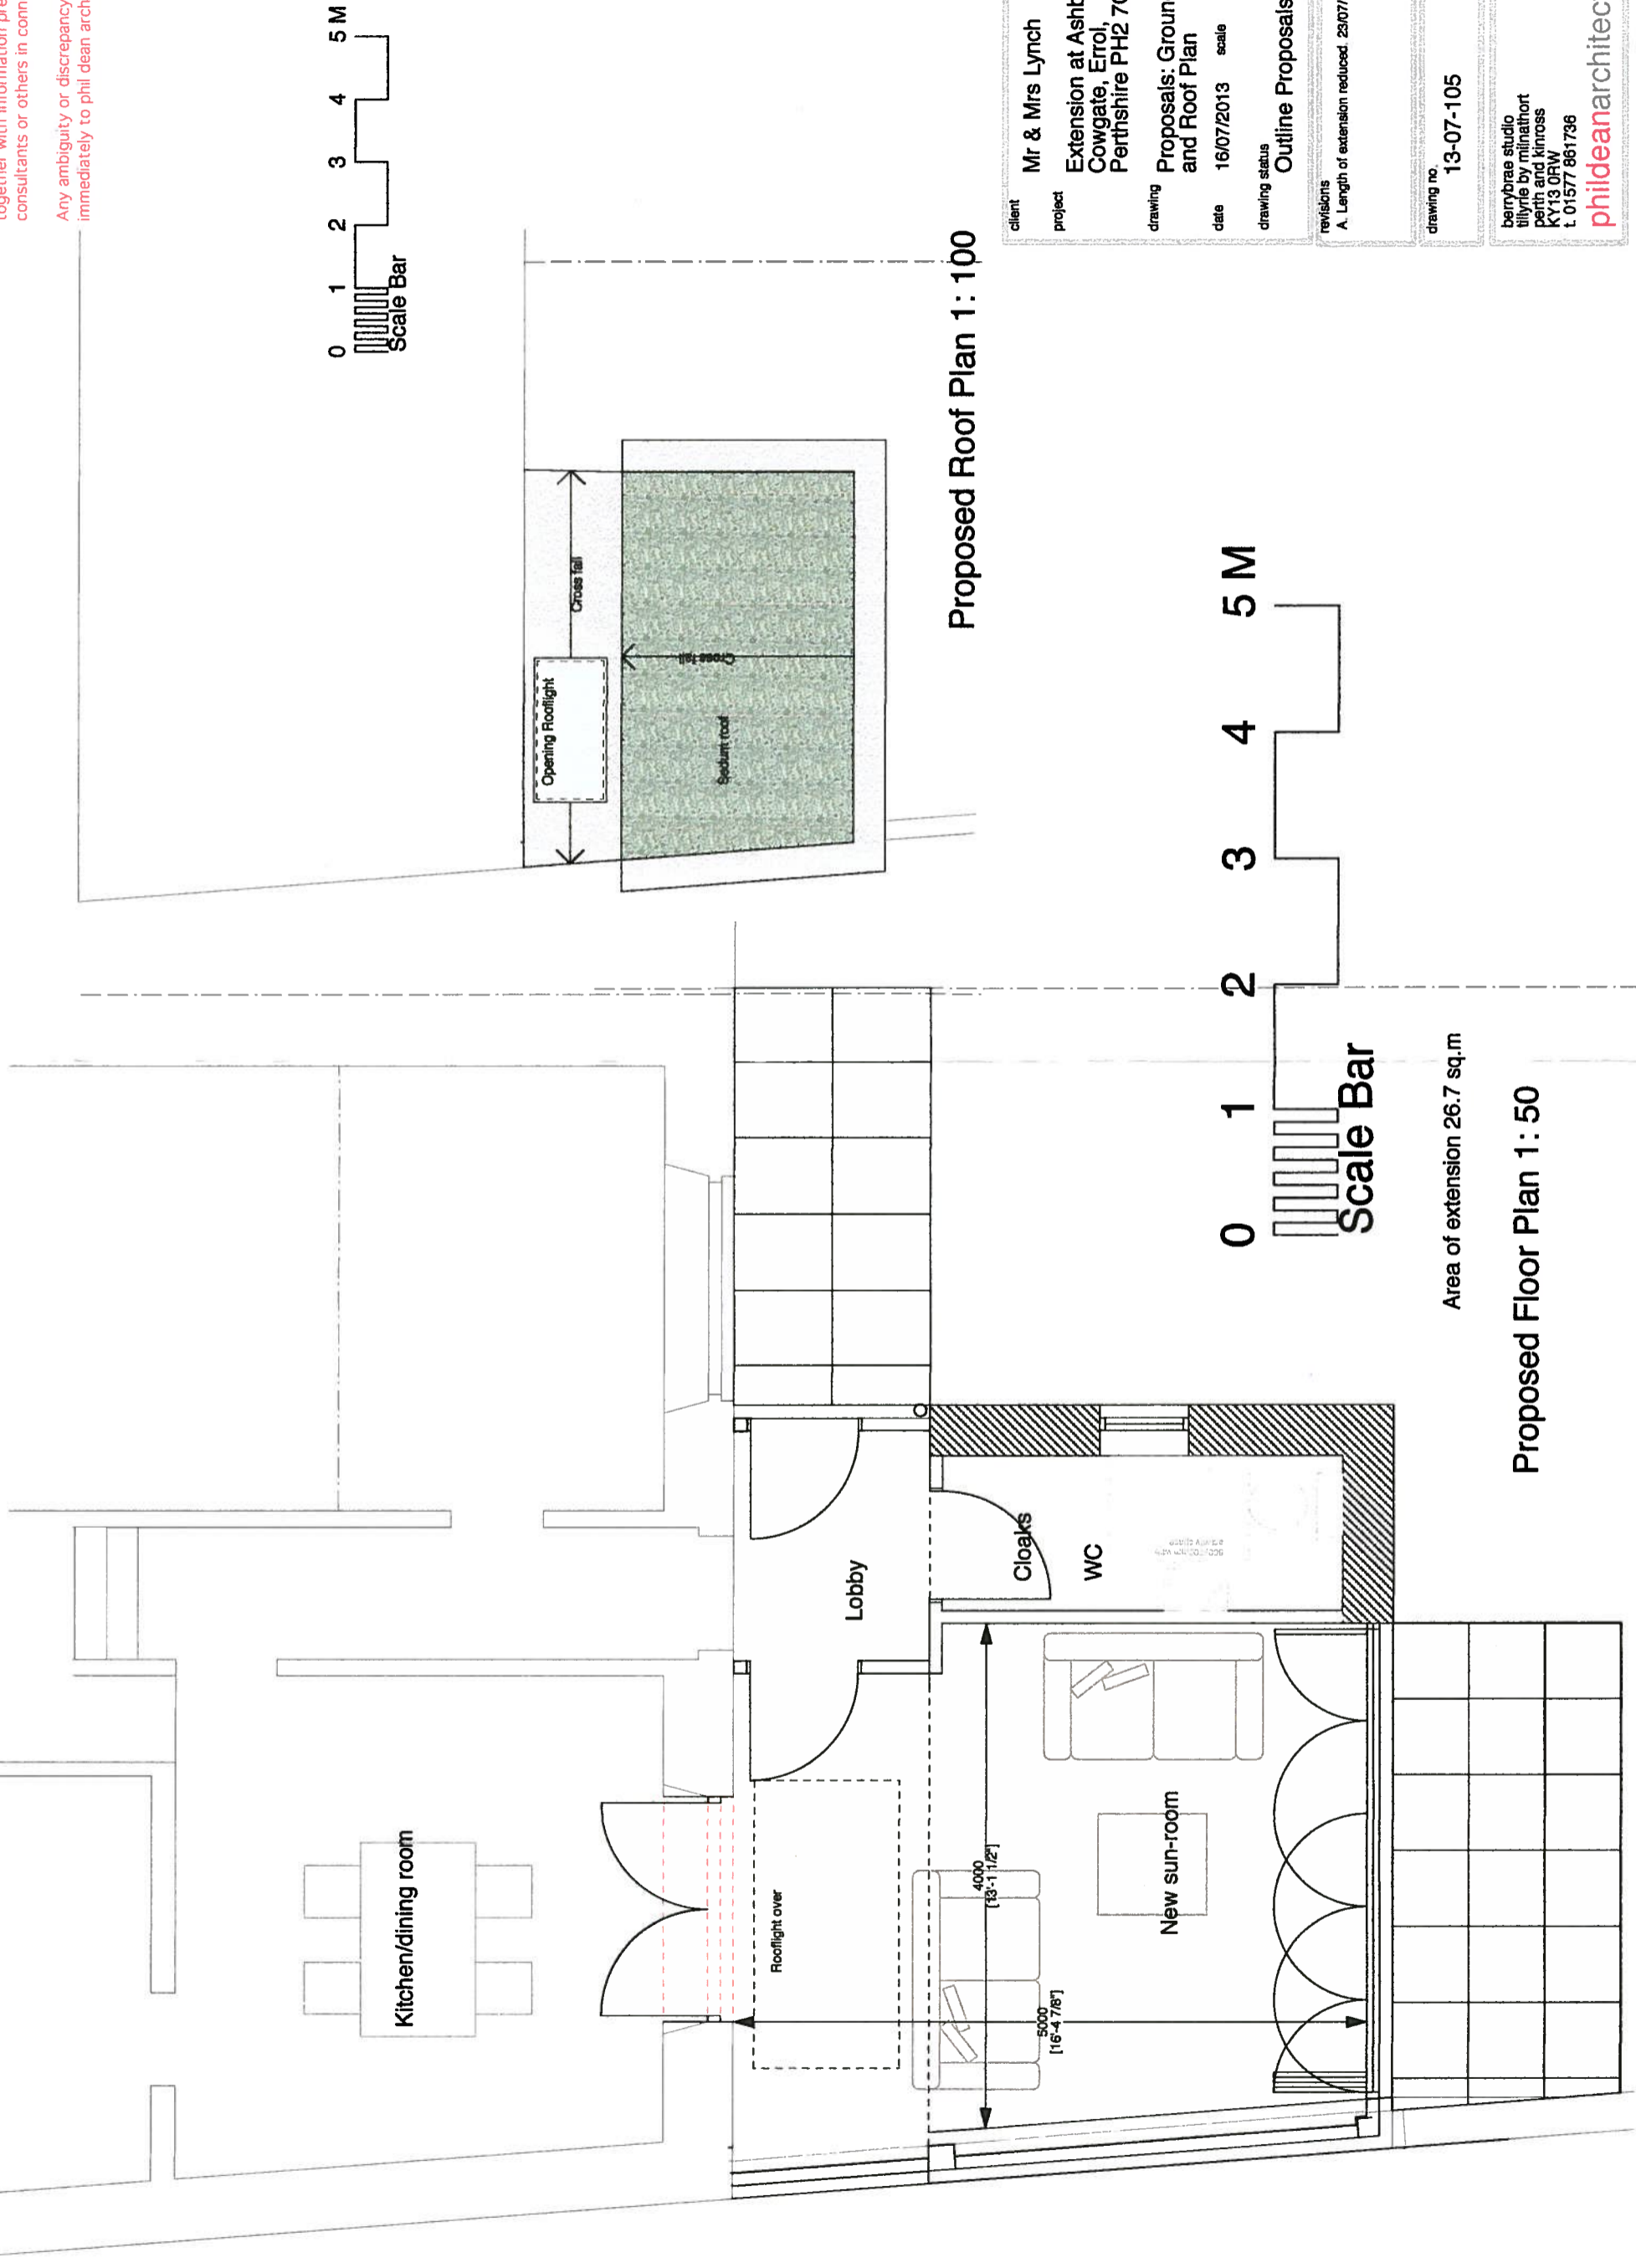 together with information pre
consultants or others in conn
Any ambiguity or discrepancy
immediately to phil dean arch
0 1 2 3 4 5 M
Scale Bar
Opening Rooflight
Cross fall
Cross fall
Sedum roof
Proposed Roof Plan 1 : 100
client Mr & Mrs Lynch
project Extension at Ashb
Cowgate, Errol,
Perthshire PH2 70
drawing Proposals: Groun
and Roof Plan
date 16/07/2013 scale
drawing status
Outline Proposals
revisions
A. Length of extension reduced. 23/07/
drawing no.
13-07-105
berrybrae studio
tillyrie by milnathort
perth and kinross
KY13 0RW
t. 01577 861736
phildeanarchitec
Kitchen/dining room
Rooflight over
Lobby
Cloaks
WC
4000
[13'-1 1/2"]
5000
[16'-4 7/8"]
New sun-room
0 1 2 3 4 5 M
Scale Bar
Area of extension 26.7 sq.m
Proposed Floor Plan 1 : 50